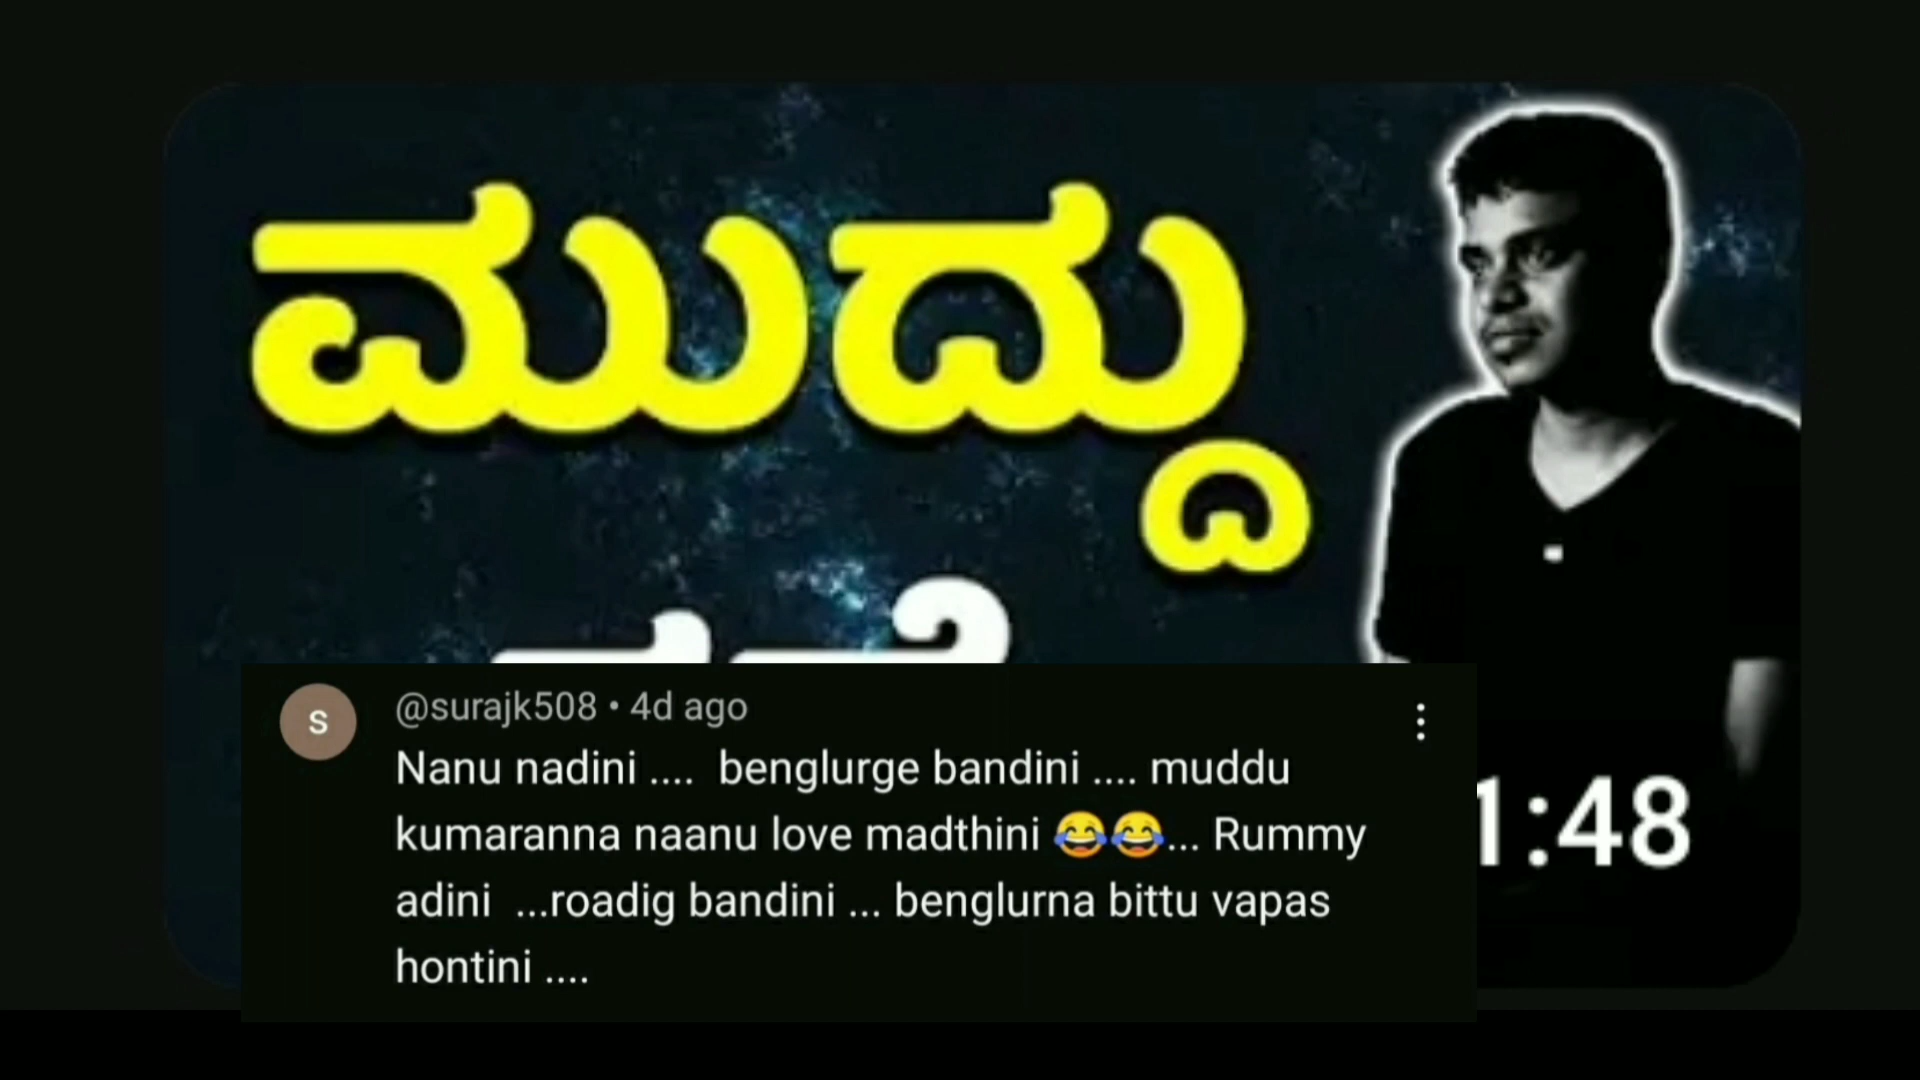 ಮುದ್ದು
S
@surajk508 • 4d ago
Nanu nadini .... benglurge bandini .... muddu
kumaranna naanu love madthini 😂😂... Rummy
adini ...roadig bandini ... benglurna bittu vapas
hontini ....
1:48